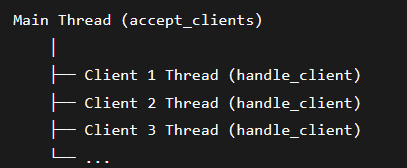 Main Thread (accept_clients)
│
├── Client 1 Thread (handle_client)
├── Client 2 Thread (handle_client)
├── Client 3 Thread (handle_client)
└── ...